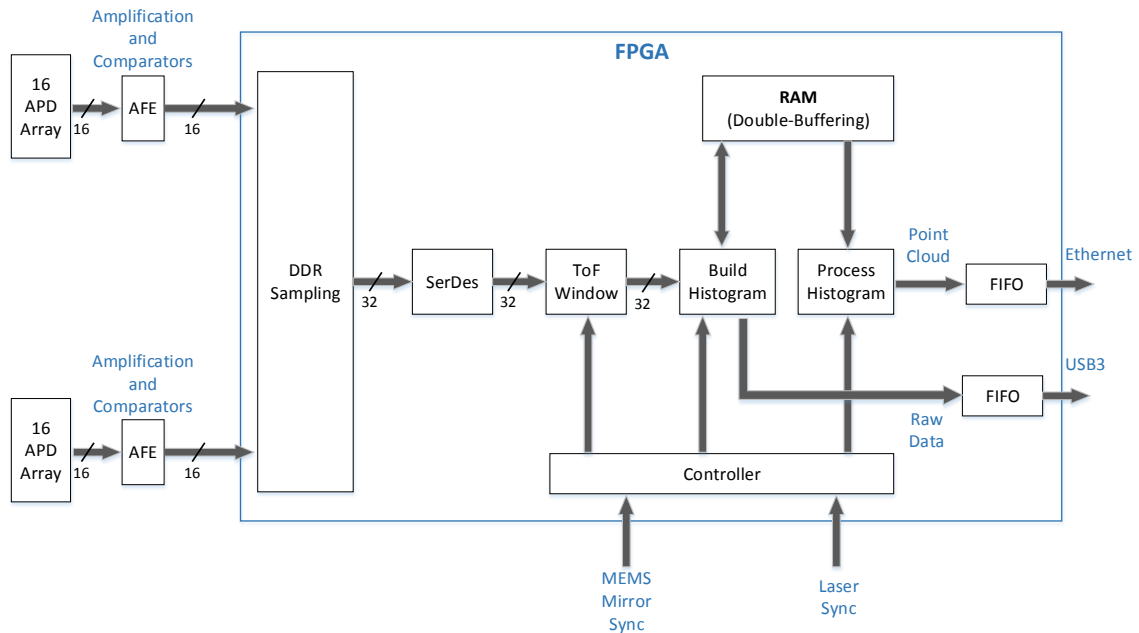 Amplification
and
Comparators
FPGA
16
APD
Array
16
AFE
16
RAM
(Double-Buffering)
DDR
Sampling
32
SerDes
32
ToF
Window
32
Build
Histogram
Process
Histogram
Point
Cloud
FIFO
Ethernet
Amplification
and
Comparators
16
APD
Array
16
AFE
16
USB3
FIFO
Raw
Data
Controller
MEMS
Mirror
Sync
Laser
Sync